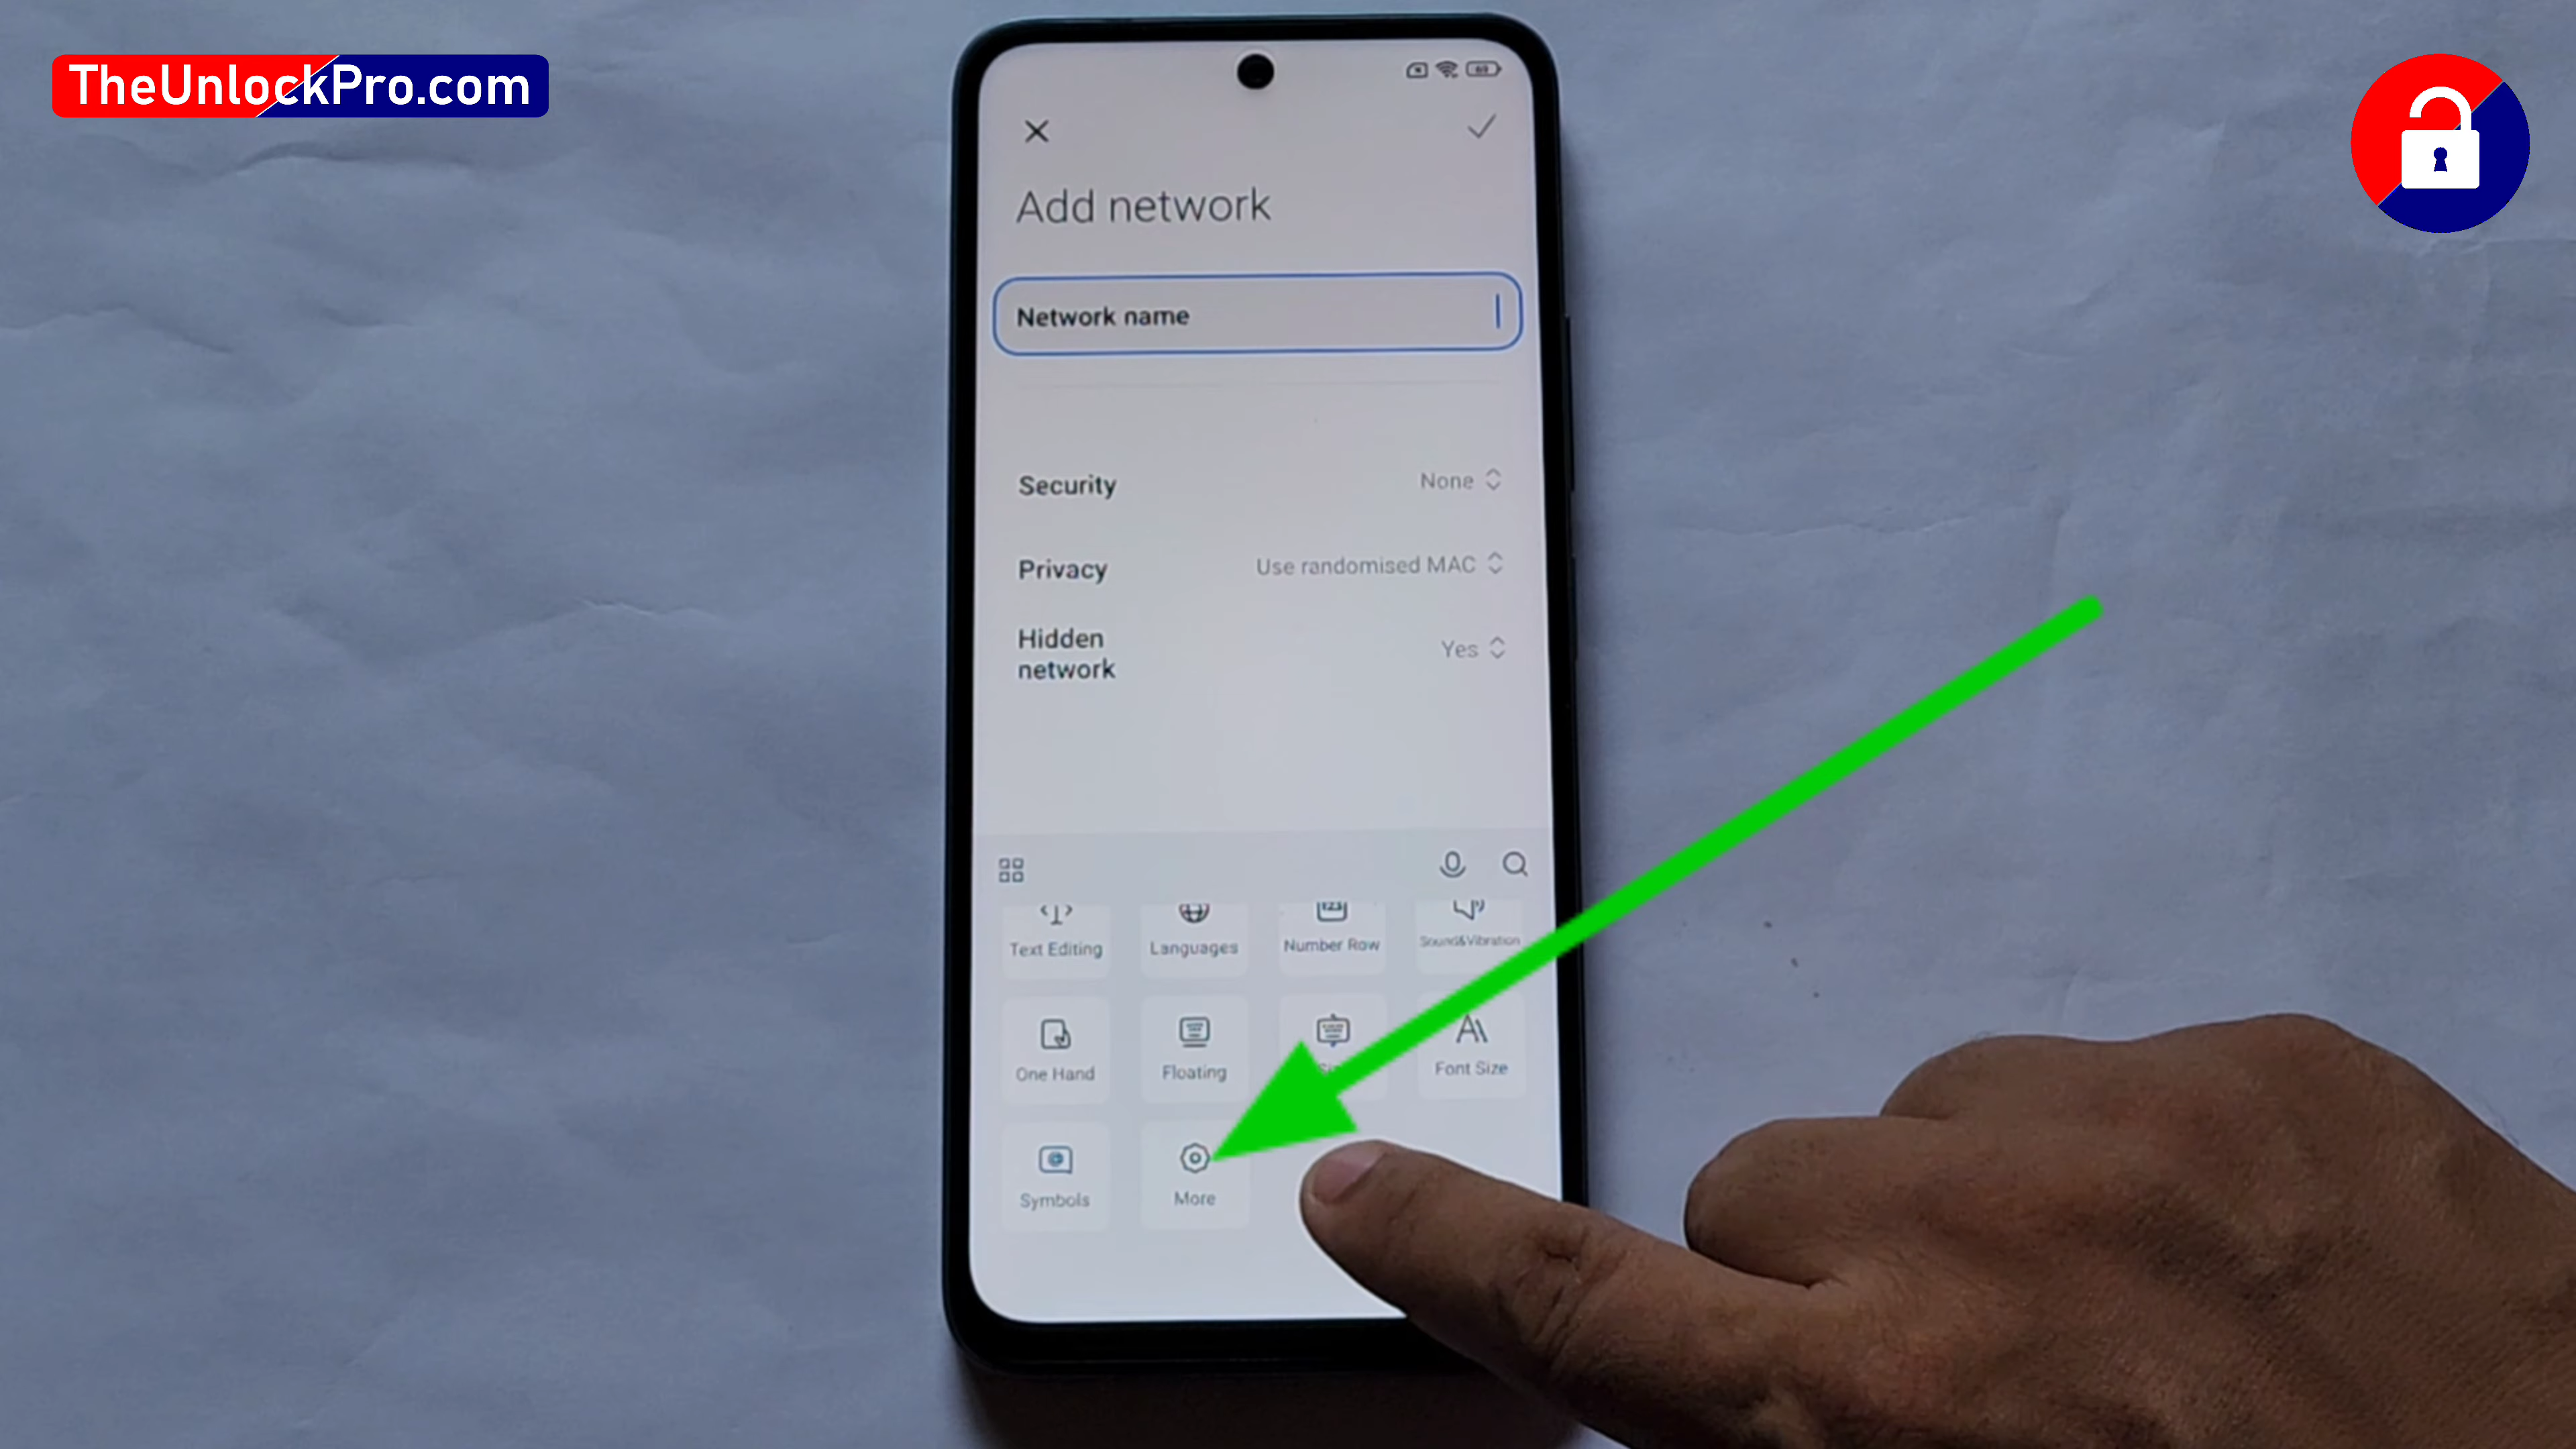 TheUnlockPro.com
69
Add network
Network name
Security
None
Privacy
Use randomised MAC
Hidden
network
Yes
Text Editing
Languages
Number Row
Sound&Vibration
One Hand
Floating
Font Size
Symbols
More